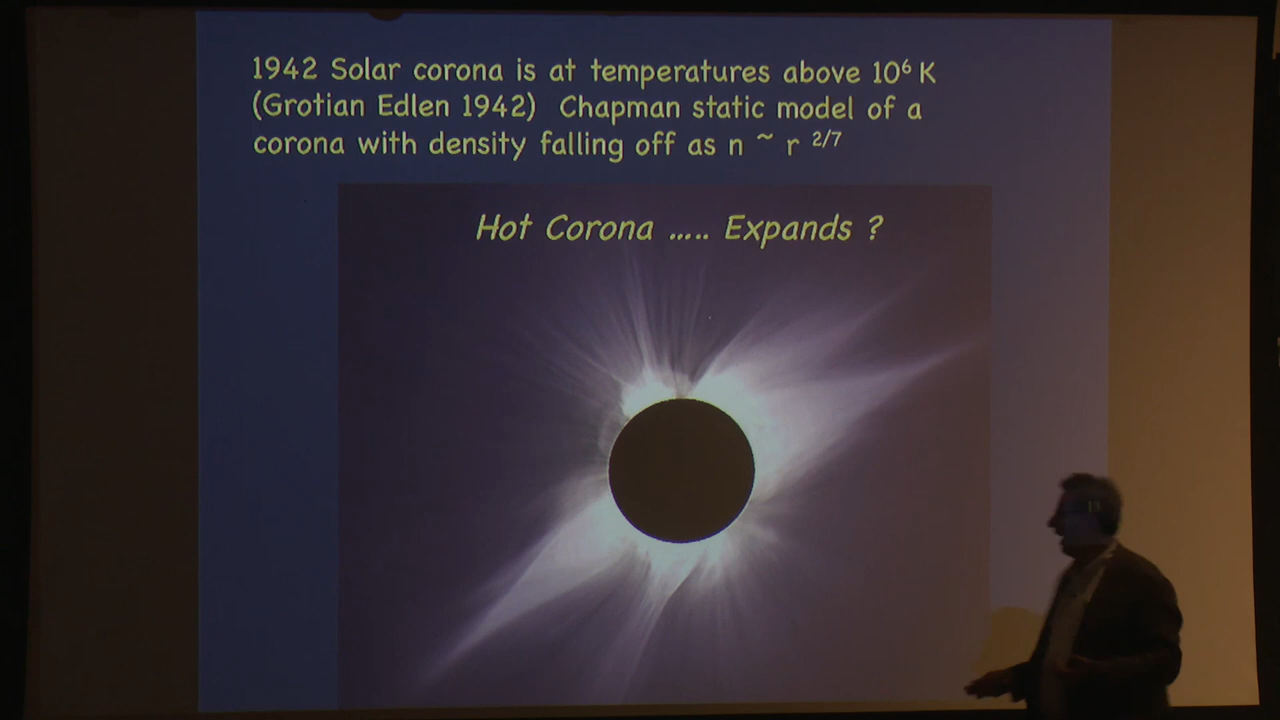 1942 Solar corona is at temperatures above 10⁶ K
(Grotian Edlen 1942) Chapman static model of a
corona with density falling off as n ~ r ²/⁷
Hot Corona ..... Expands ?